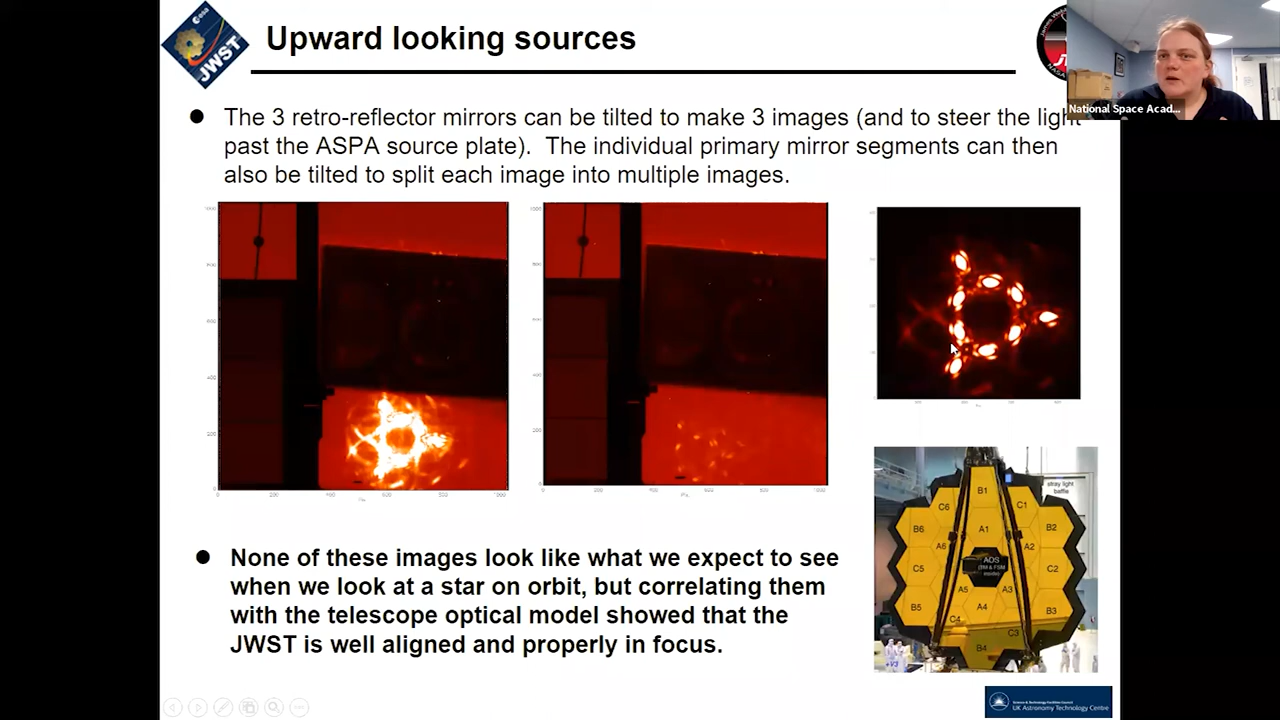 esa
JWST
Upward looking sources
National Space Acad...
The 3 retro-reflector mirrors can be tilted to make 3 images (and to steer the light
past the ASPA source plate). The individual primary mirror segments can then
also be tilted to split each image into multiple images.
B1
stray light
baffle
C6
C1
B6
A1
B2
A6
A2
ADS
C5
C2
A5
A3
B5
A4
B3
C4
C3
B4
+V3
None of these images look like what we expect to see
when we look at a star on orbit, but correlating them
with the telescope optical model showed that the
JWST is well aligned and properly in focus.
Science & Technology Facilities Council
UK Astronomy Technology Centre